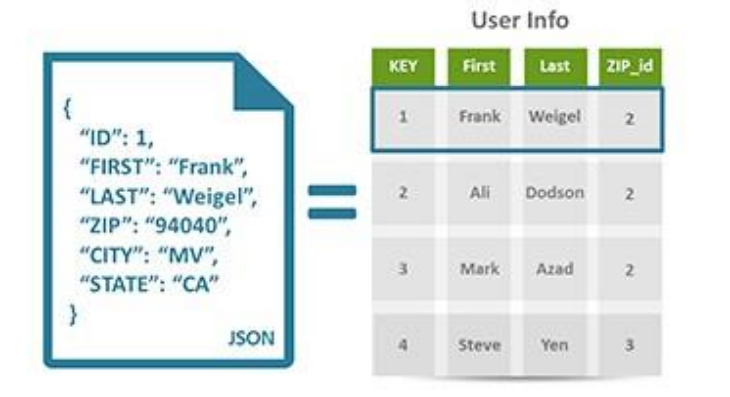 {
"ID": 1,
"FIRST": "Frank",
"LAST": "Weigel",
"ZIP": "94040",
"CITY": "MV",
"STATE": "CA"
}
JSON
=
User Info
KEY First Last ZIP_id
1 Frank Weigel 2
2 Ali Dodson 2
3 Mark Azad 2
4 Steve Yen 3